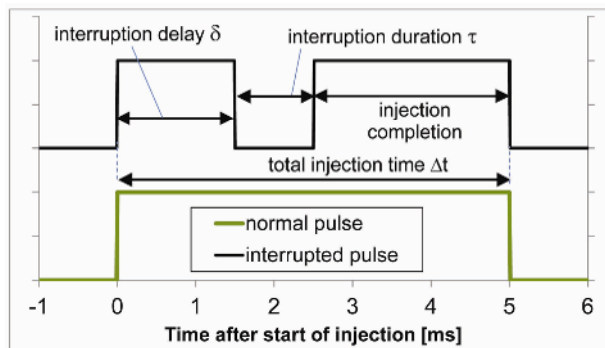 interruption delay δ
interruption duration τ
injection
completion
total injection time Δt
normal pulse
interrupted pulse
-1 0 1 2 3 4 5 6
Time after start of injection [ms]